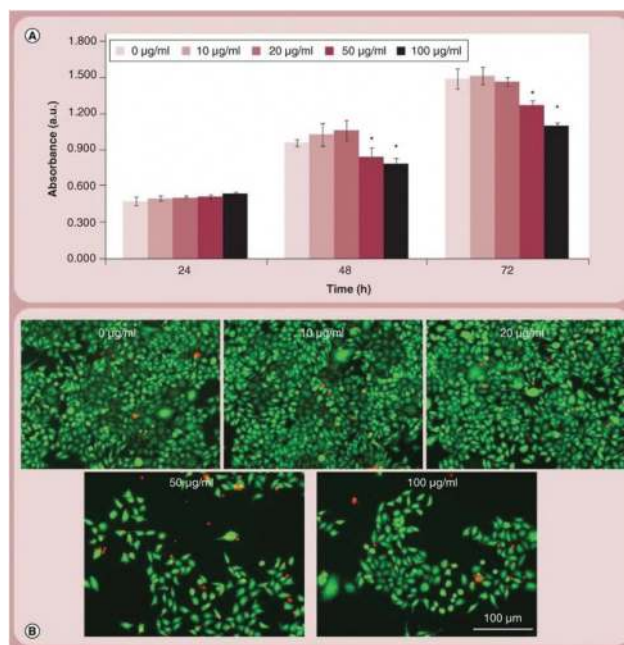 A
1.800
1.500
1.200
0.900
0.600
0.300
0.000
Absorbance (a.u.)
0 µg/ml 10 µg/ml 20 µg/ml 50 µg/ml 100 µg/ml
* *
* *
24 48 72
Time (h)
0 µg/ml 10 µg/ml 20 µg/ml
50 µg/ml 100 µg/ml
100 µm
B